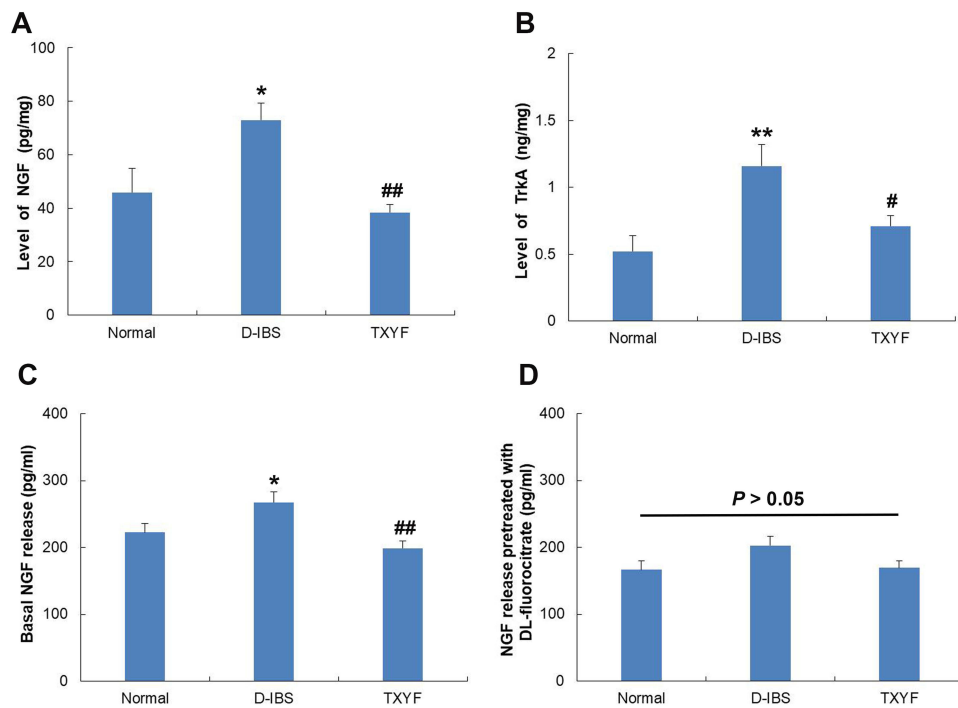 A
Level of NGF (pg/mg)
100
80
60
40
20
0
*
##
Normal D-IBS TXYF
B
Level of TrkA (ng/mg)
2
1.5
1
0.5
0
**
#
Normal D-IBS TXYF
C
Basal NGF release (pg/ml)
400
300
200
100
0
*
##
Normal D-IBS TXYF
D
NGF release pretreated with
DL-fluorocitrate (pg/ml)
400
300
200
100
0
P > 0.05
Normal D-IBS TXYF